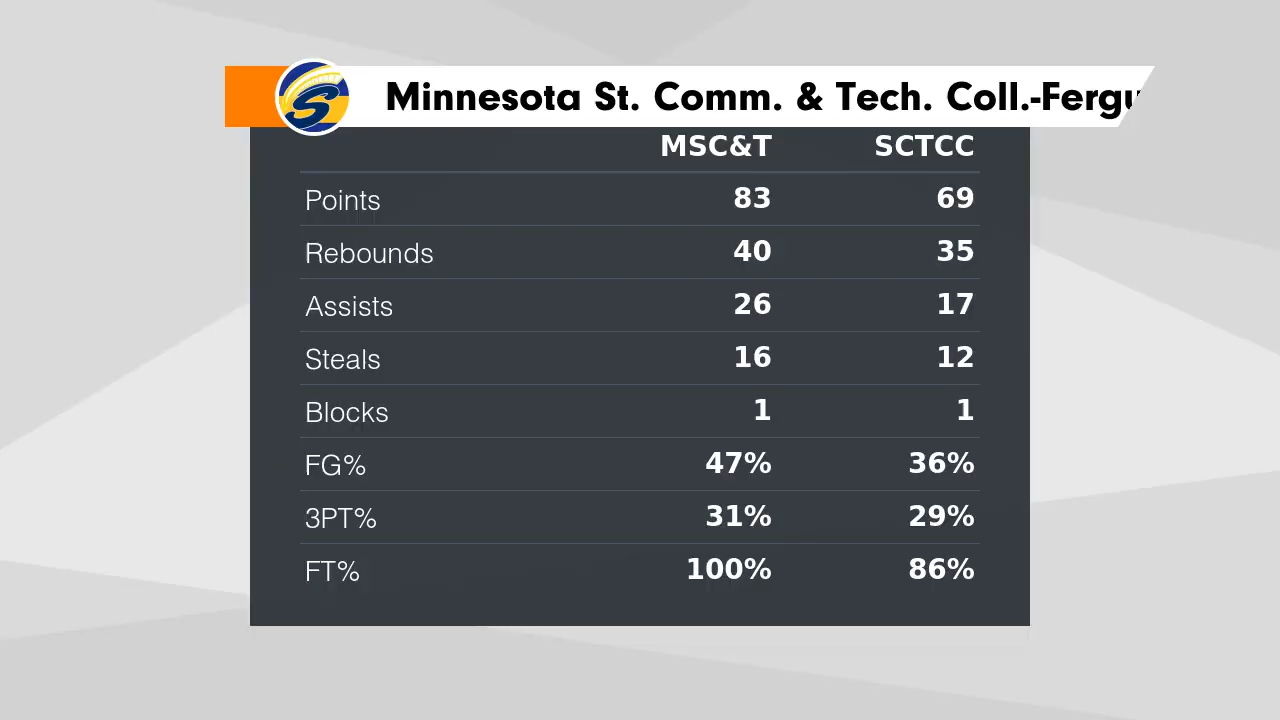 Minnesota St. Comm. & Tech. Coll.-Fergu
MSC&T SCTCC
Points 83 69
Rebounds 40 35
Assists 26 17
Steals 16 12
Blocks 1 1
FG% 47% 36%
3PT% 31% 29%
FT% 100% 86%